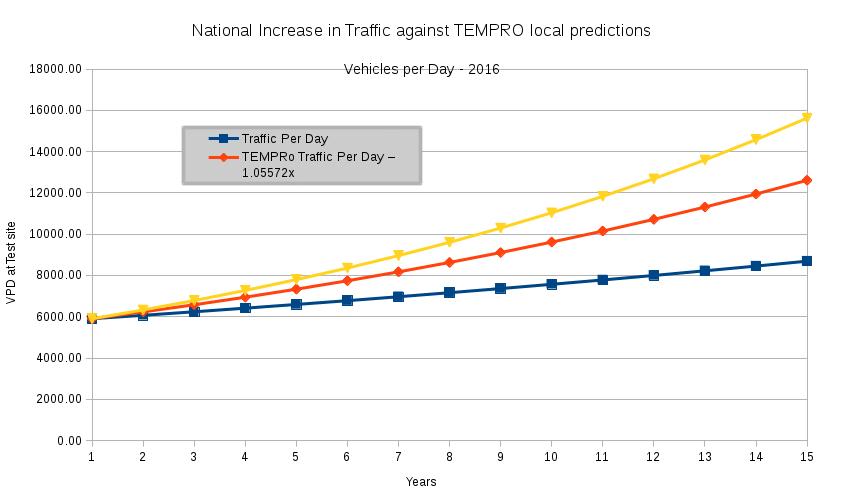 National Increase in Traffic against TEMPRO local predictions
Vehicles per Day - 2016
18000.00
16000.00
14000.00
12000.00
10000.00
8000.00
6000.00
4000.00
2000.00
0.00
VPD at Test site
Traffic Per Day
TEMPRo Traffic Per Day –
1.05572x
1 2 3 4 5 6 7 8 9 10 11 12 13 14 15
Years